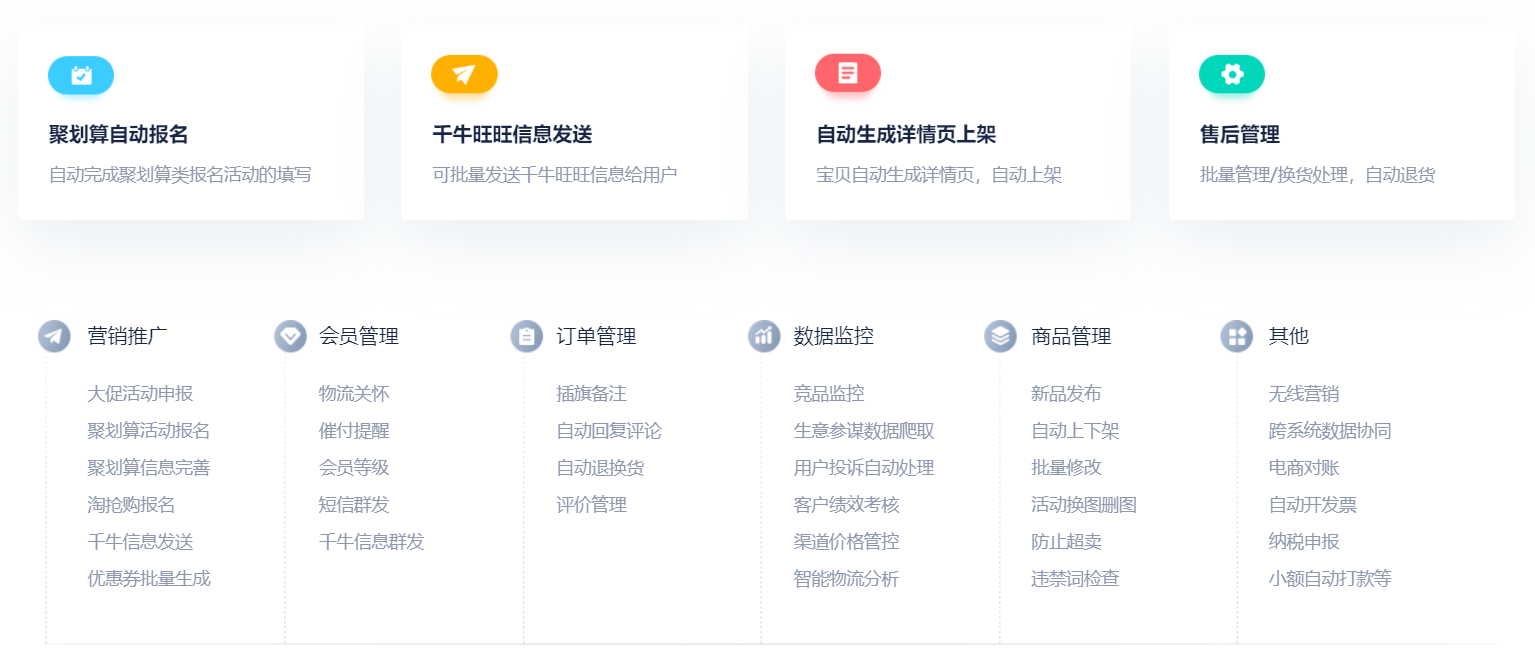 聚划算自动报名
自动完成聚划算类报名活动的填写
千牛旺旺信息发送
可批量发送千牛旺旺信息给用户
自动生成详情页上架
宝贝自动生成详情页，自动上架
售后管理
批量管理/换货处理，自动退货
营销推广
大促活动申报
聚划算活动报名
聚划算信息完善
淘抢购报名
千牛信息发送
优惠券批量生成
会员管理
物流关怀
催付提醒
会员等级
短信群发
千牛信息群发
订单管理
插旗备注
自动回复评论
自动退换货
评价管理
数据监控
竞品监控
生意参谋数据爬取
用户投诉自动处理
客户绩效考核
渠道价格管控
智能物流分析
商品管理
新品发布
自动上下架
批量修改
活动换图删图
防止超卖
违禁词检查
其他
无线营销
跨系统数据协同
电商对账
自动开发票
纳税申报
小额自动打款等